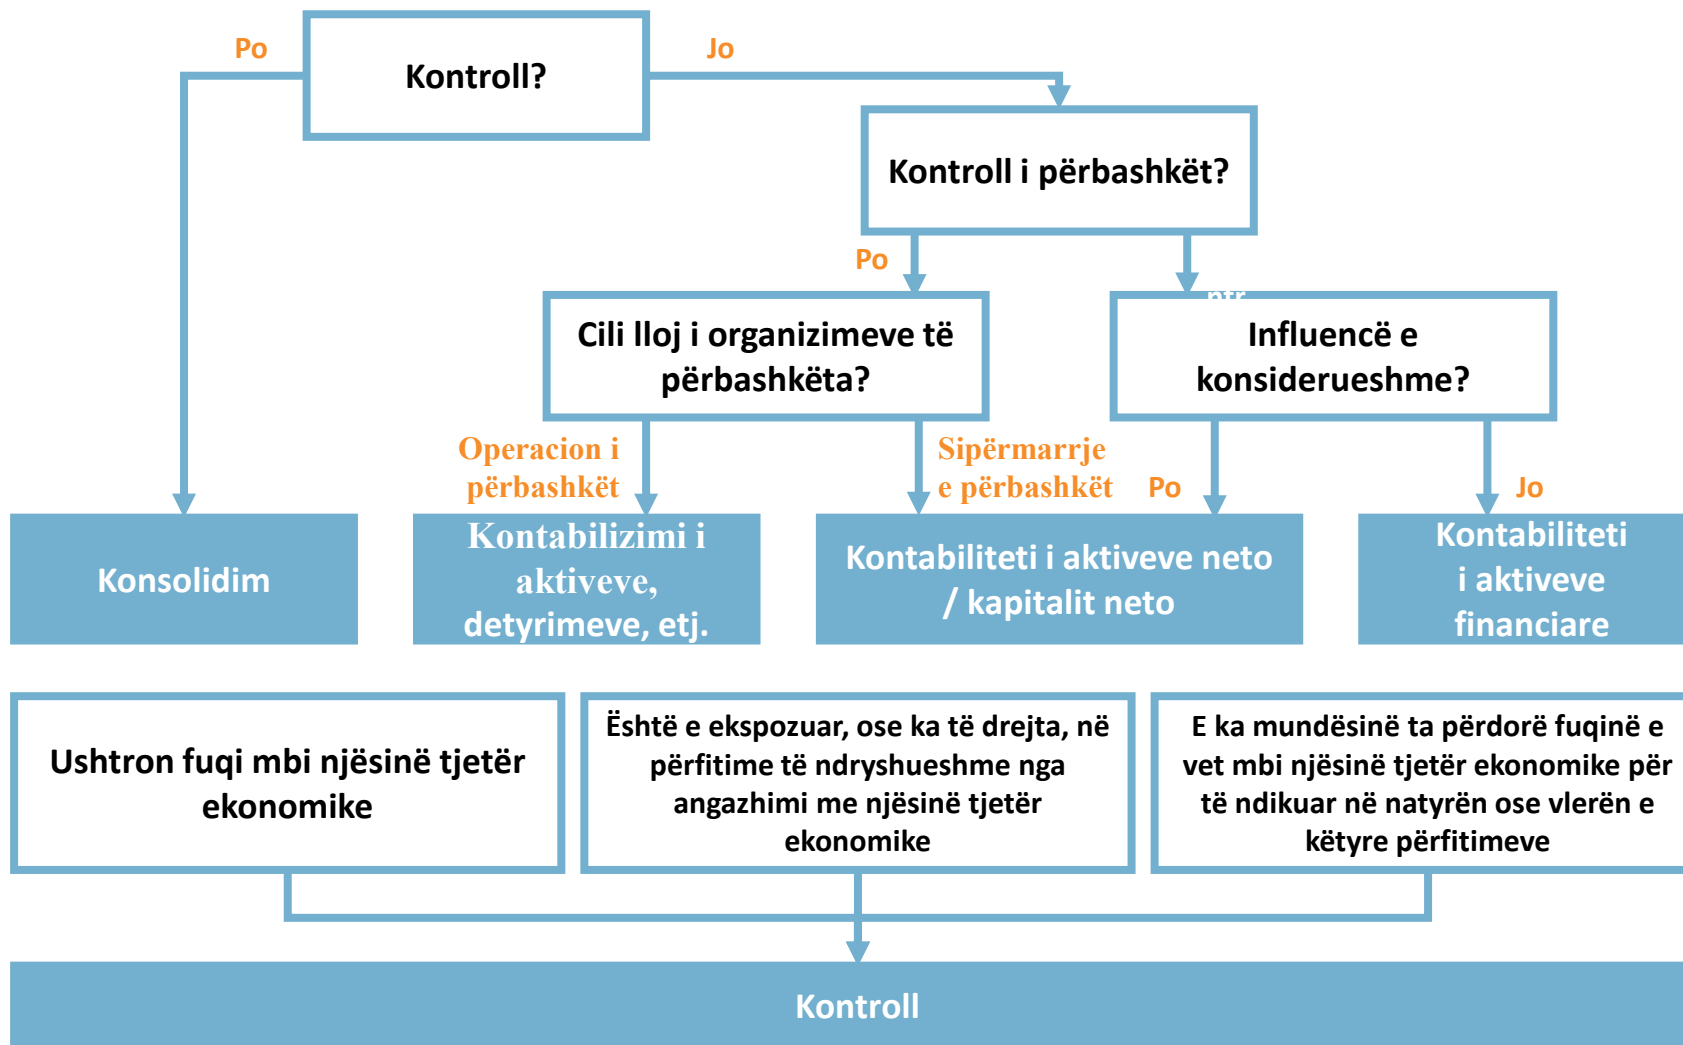 Po
Kontroll?
Jo
Kontroll i përbashkët?
Po
Cili lloj i organizimeve të
përbashkëta?
Influencë e
konsiderueshme?
Operacion i
përbashkët
Sipërmarrje
e përbashkët
Po
Jo
Konsolidim
Kontabilizimi i
aktiveve,
detyrimeve, etj.
Kontabiliteti i aktiveve neto
/ kapitalit neto
Kontabiliteti
i aktiveve
financiare
Ushtron fuqi mbi njësinë tjetër
ekonomike
Është e ekspozuar, ose ka të drejta, në
përfitime të ndryshueshme nga
angazhimi me njësinë tjetër
ekonomike
E ka mundësinë ta përdorë fuqinë e
vet mbi njësinë tjetër ekonomike për
të ndikuar në natyrën ose vlerën e
këtyre përfitimeve
Kontroll